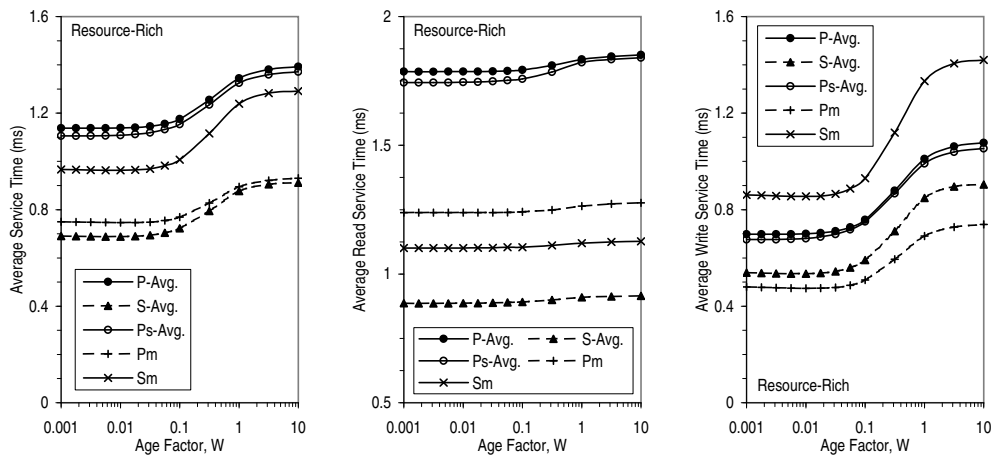 Average Service Time (ms)
1.6
1.2
0.8
0.4
0
Resource-Rich
P-Avg.
S-Avg.
Ps-Avg.
Pm
Sm
0.001
0.01
0.1
1
10
Age Factor, W
Average Read Service Time (ms)
2
1.5
1
0.5
Resource-Rich
P-Avg.
S-Avg.
Ps-Avg.
Pm
Sm
0.001
0.01
0.1
1
10
Age Factor, W
Average Write Service Time (ms)
1.6
1.2
0.8
0.4
0
P-Avg.
S-Avg.
Ps-Avg.
Pm
Sm
Resource-Rich
0.001
0.01
0.1
1
10
Age Factor, W